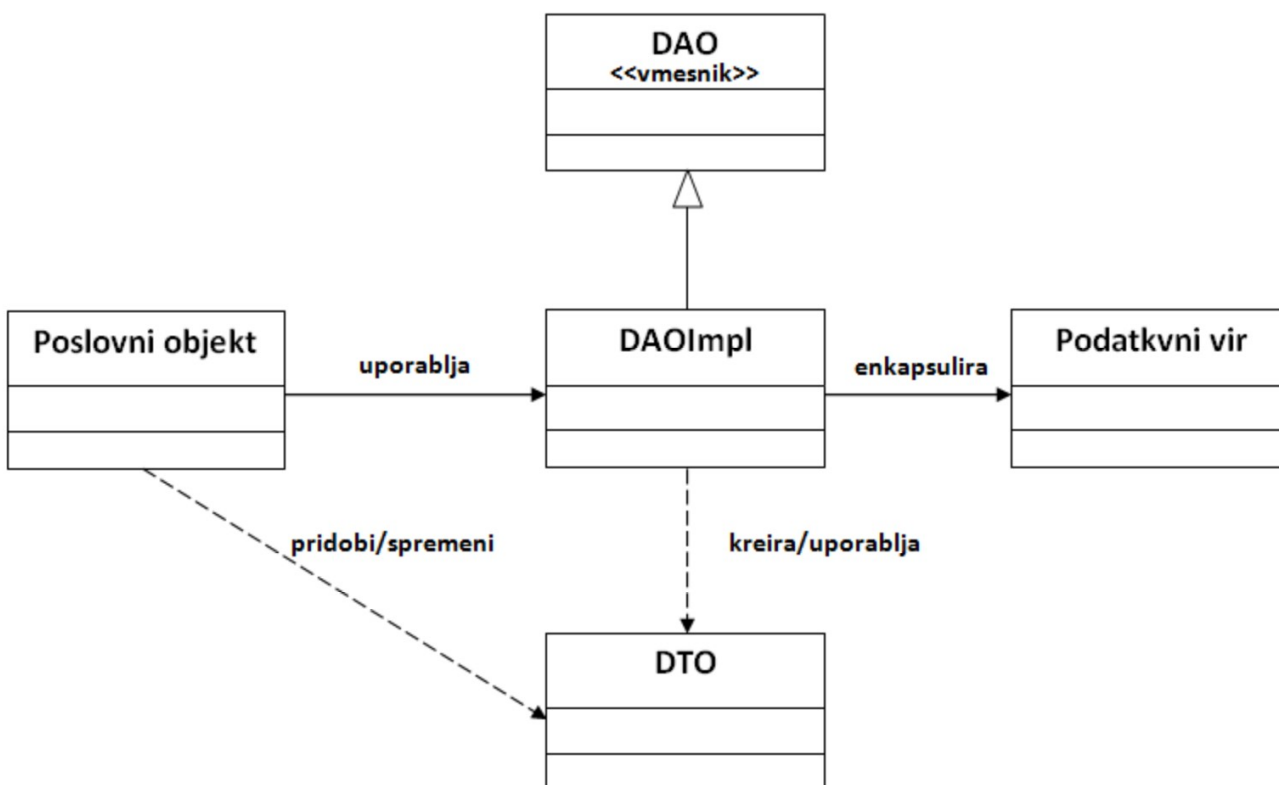 DAO
<<vmesnik>>
Poslovni objekt
uporablja
DAOImpl
enkapsulira
Podatkvni vir
pridobi/spremeni
kreira/uporablja
DTO